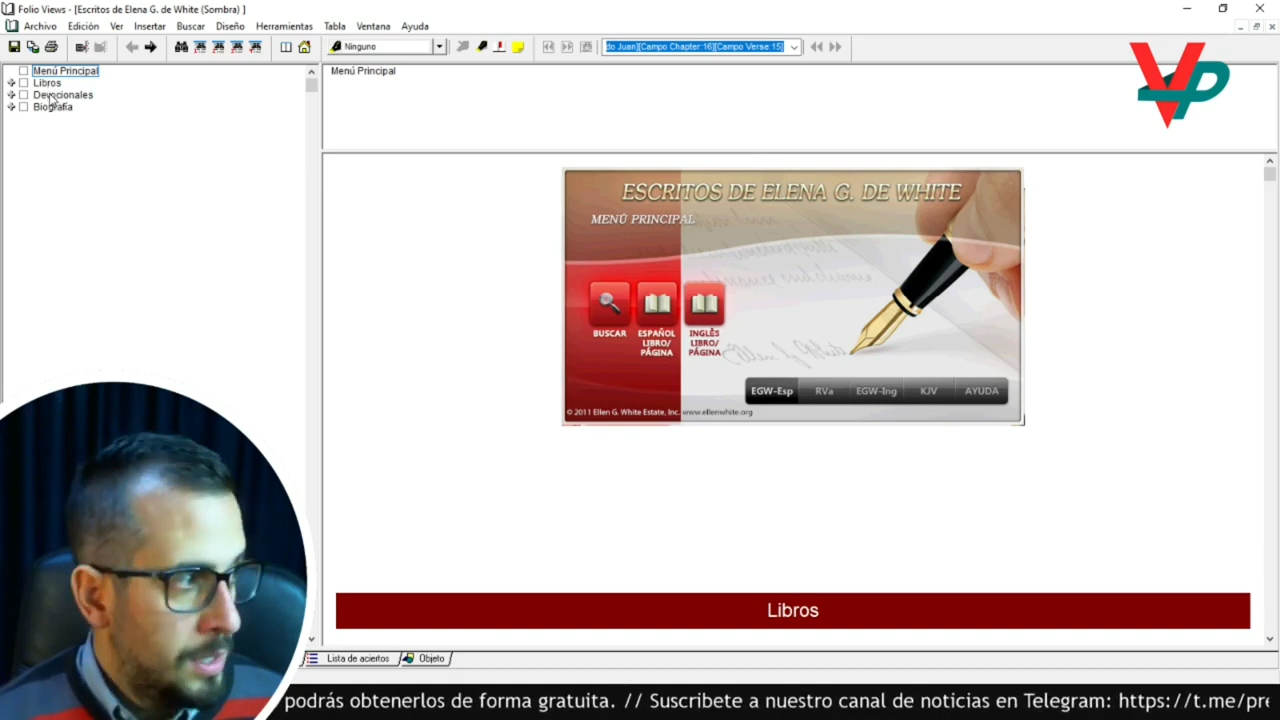 Folio Views - [Escritos de Elena G. de White (Sombra) ]
Archivo Edición Ver Insertar Buscar Diseño Herramientas Tabla Ventana Ayuda
Ninguno
do Juan][Campo Chapter:16][Campo Verse:15]
Menú Principal
Libros
Devocionales
Biografía
Menú Principal
VP
ESCRITOS DE ELENA G. DE WHITE
MENÚ PRINCIPAL
BUSCAR
ESPAÑOL
LIBRO/
PÁGINA
INGLÉS
LIBRO/
PÁGINA
EGW-Esp RVa EGW-Ing KJV AYUDA
© 2011 Ellen G. White Estate, Inc. www.ellenwhite.org
Libros
Lista de aciertos Objeto
podrás obtenerlos de forma gratuita. // Suscribete a nuestro canal de noticias en Telegram: https://t.me/pre